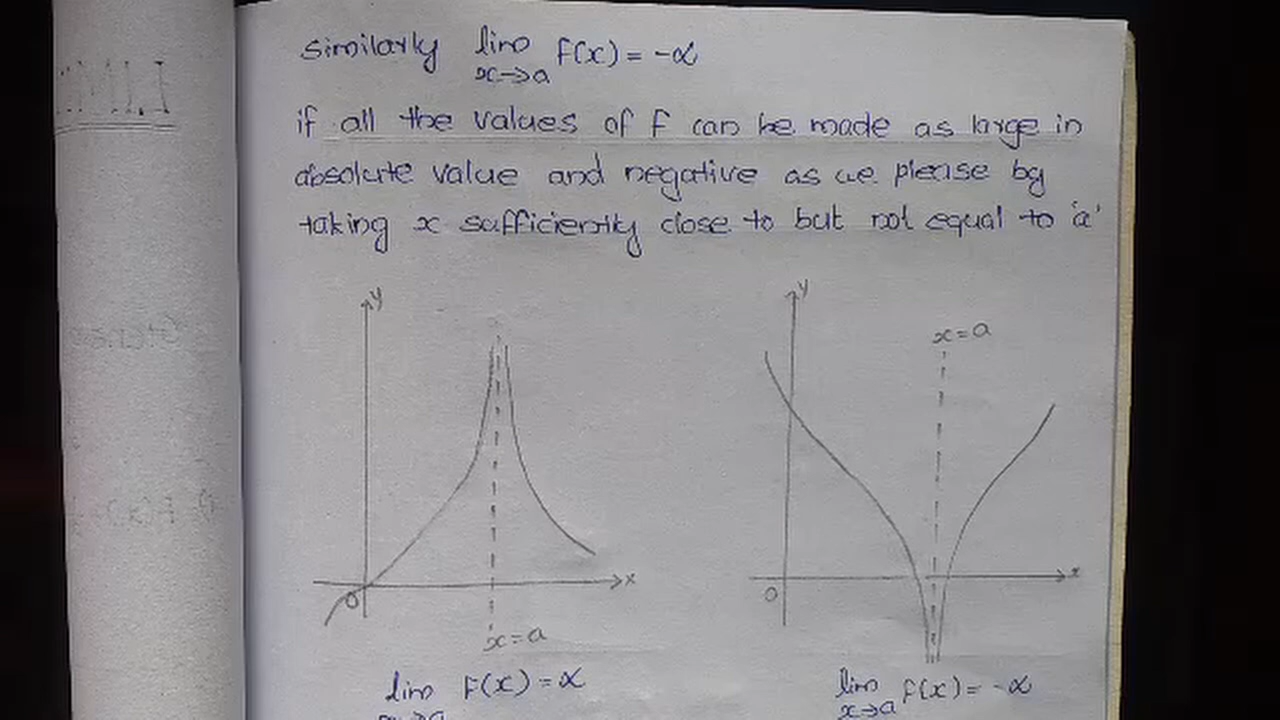 Similarly lim f(x) = -∝
x→a
if all the values of f can be made as large in
absolute value and negative as we please by
taking x sufficiently close to but not equal to 'a'
y
y
x=a
x
x
O
O
x=a
lim f(x) = ∝
x→a
lim f(x) = -∝
x→a